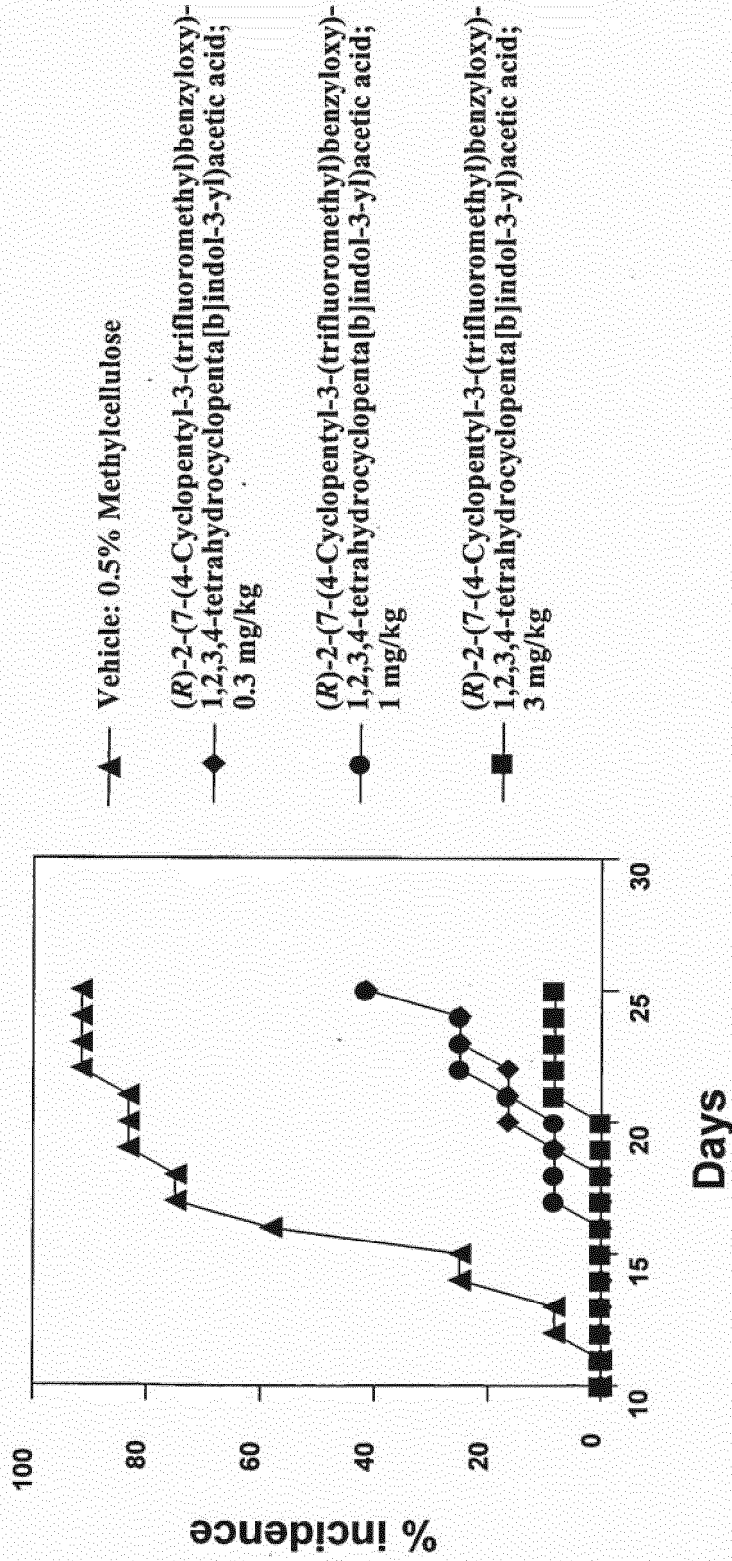 % incidence
100
80
60
40
20
0
10
15
20
25
30
Days
Vehicle: 0.5% Methylcellulose
(R)-2-(7-(4-Cyclopentyl-3-(trifluoromethyl)benzyloxy)-
1,2,3,4-tetrahydrocyclopenta[b]indol-3-yl)acetic acid;
0.3 mg/kg
(R)-2-(7-(4-Cyclopentyl-3-(trifluoromethyl)benzyloxy)-
1,2,3,4-tetrahydrocyclopenta[b]indol-3-yl)acetic acid;
1 mg/kg
(R)-2-(7-(4-Cyclopentyl-3-(trifluoromethyl)benzyloxy)-
1,2,3,4-tetrahydrocyclopenta[b]indol-3-yl)acetic acid;
3 mg/kg